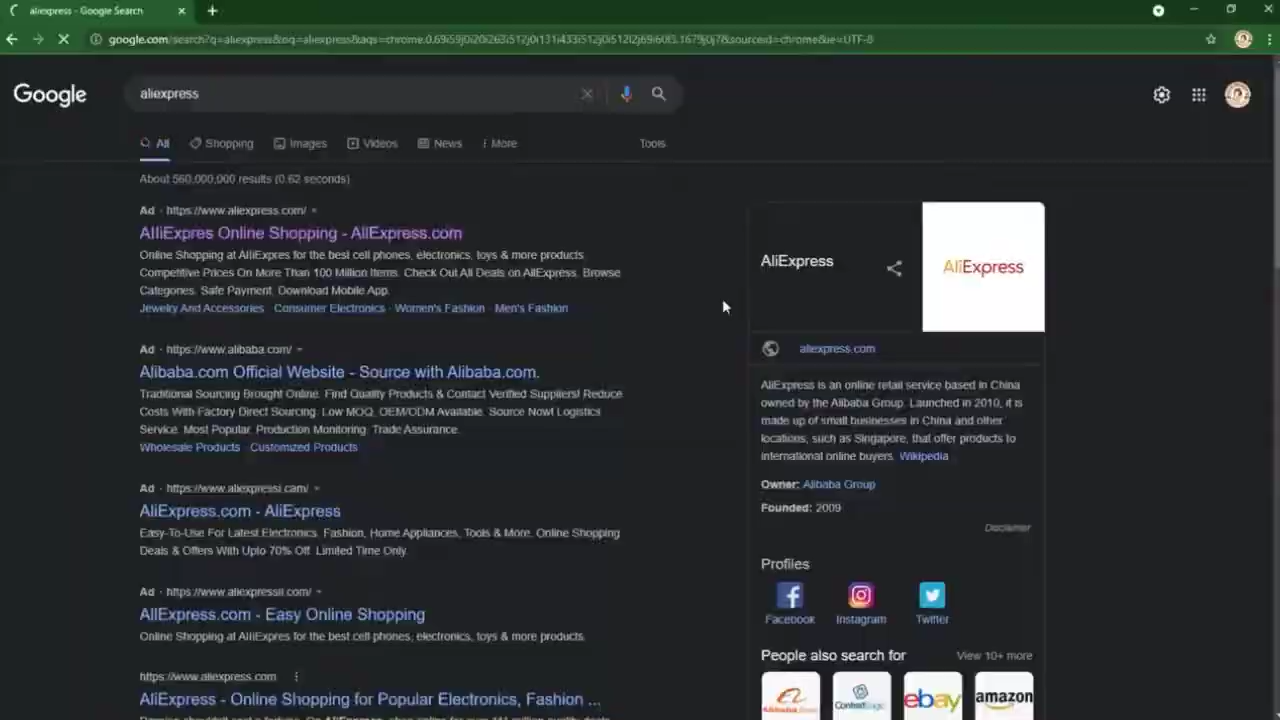 aliexpress - Google Search
google.com/search?q=aliexpress&oq=aliexpress&aqs=chrome.0.69i59j0i20i263i512j0i131i433i512j0i512l2j69i60l3.1679j0j7&sourceid=chrome&ie=UTF-8
Google
aliexpress
All
Shopping
Images
Videos
News
More
Tools
About 560,000,000 results (0.62 seconds)
Ad · https://www.aliexpress.com/
AlIiExpres Online Shopping - AliExpress.com
Online Shopping at AlIiExpres for the best cell phones, electronics, toys & more products.
Competitive Prices On More Than 100 Million Items. Check Out All Deals on AliExpress. Browse
Categories. Safe Payment. Download Mobile App.
Jewelry And Accessories · Consumer Electronics · Women's Fashion · Men's Fashion
Ad · https://www.alibaba.com/
Alibaba.com Official Website - Source with Alibaba.com.
Traditional Sourcing Brought Online. Find Quality Products & Contact Verified Suppliers! Reduce
Costs With Factory Direct Sourcing. Low MOQ. OEM/ODM Available. Source Now! Logistics
Service. Most Popular. Production Monitoring. Trade Assurance.
Wholesale Products · Customized Products
Ad ·
AliExpress.com - AliExpress
Easy-To-Use For Latest Electronics, Fashion, Home Appliances, Tools & More. Online Shopping
Deals & Offers With Upto 70% Off. Limited Time Only.
Ad ·
AliExpress.com - Easy Online Shopping
Online Shopping at AlIiExpres for the best cell phones, electronics, toys & more products.
https://www.aliexpress.com
AliExpress - Online Shopping for Popular Electronics, Fashion ...
AliExpress
AliExpress
aliexpress.com
AliExpress is an online retail service based in China
owned by the Alibaba Group. Launched in 2010, it is
made up of small businesses in China and other
locations, such as Singapore, that offer products to
international online buyers. Wikipedia
Owner: Alibaba Group
Founded: 2009
Disclaimer
Profiles
Facebook
Instagram
Twitter
People also search for
View 10+ more
ebay
amazon